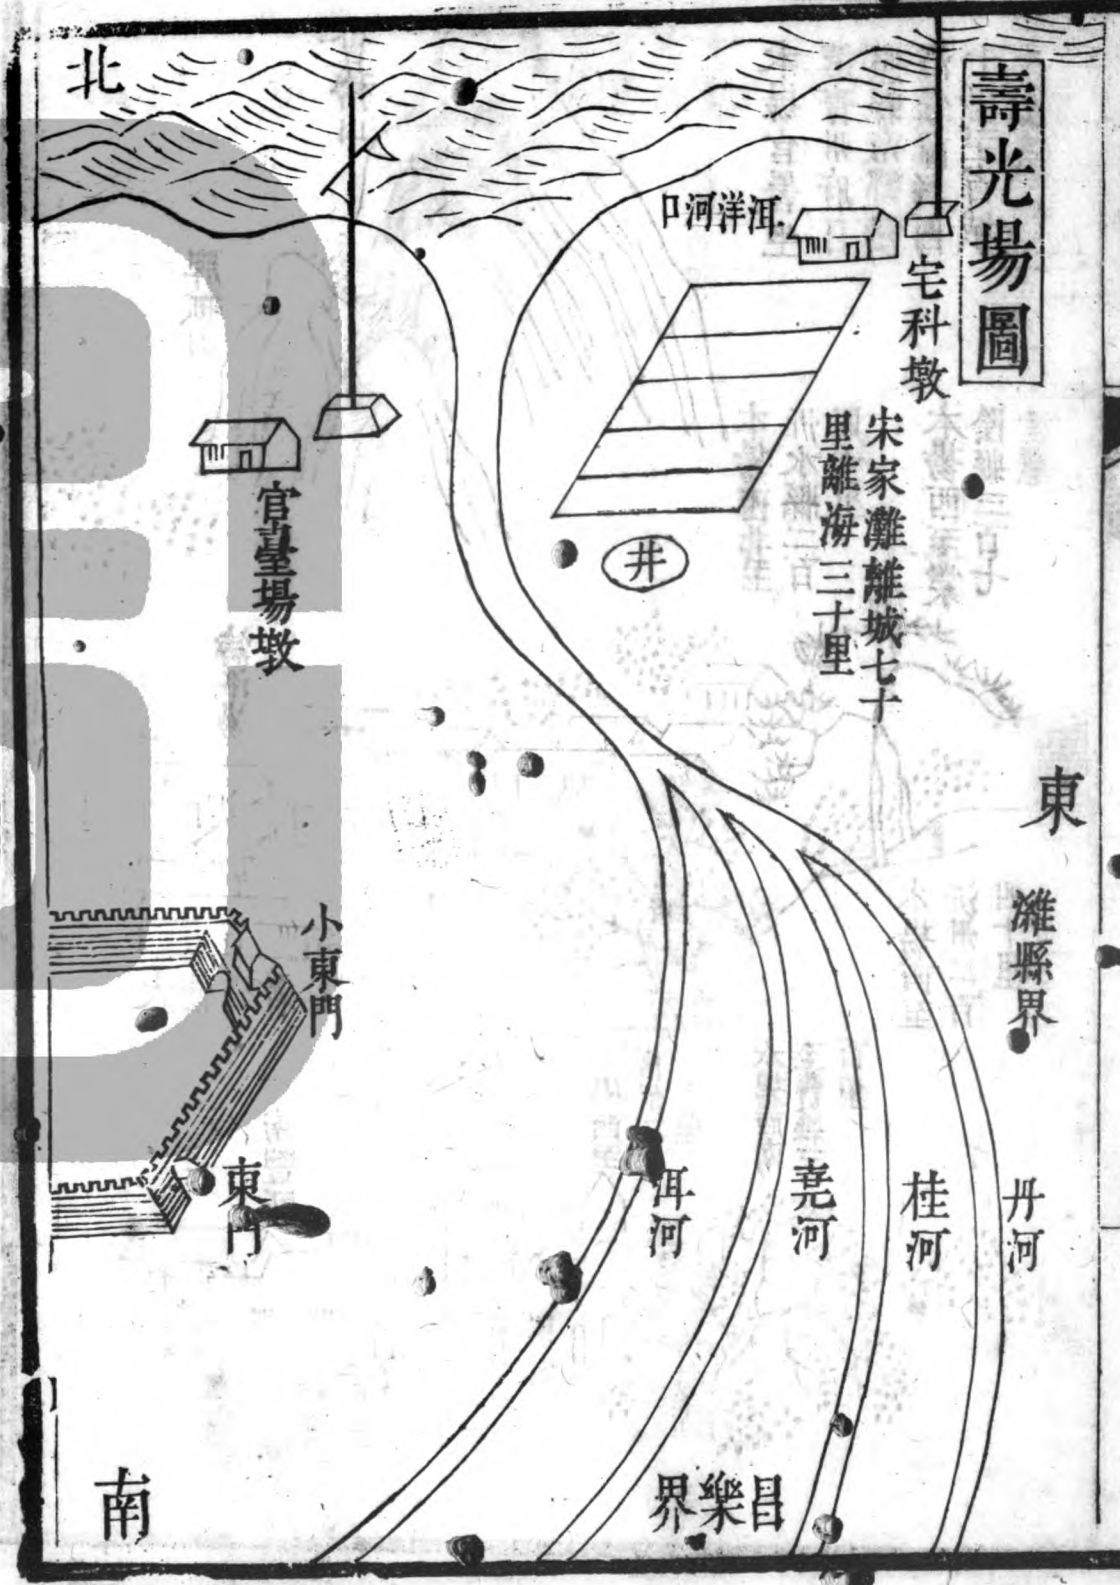 壽光場圖
北
洱洋河口
宅科墩
宋家灘離城七十
里離海三十里
井
官臺場墩
東
濰縣界
小東門
東門
洱河
堯河
桂河
丹河
昌樂界
南